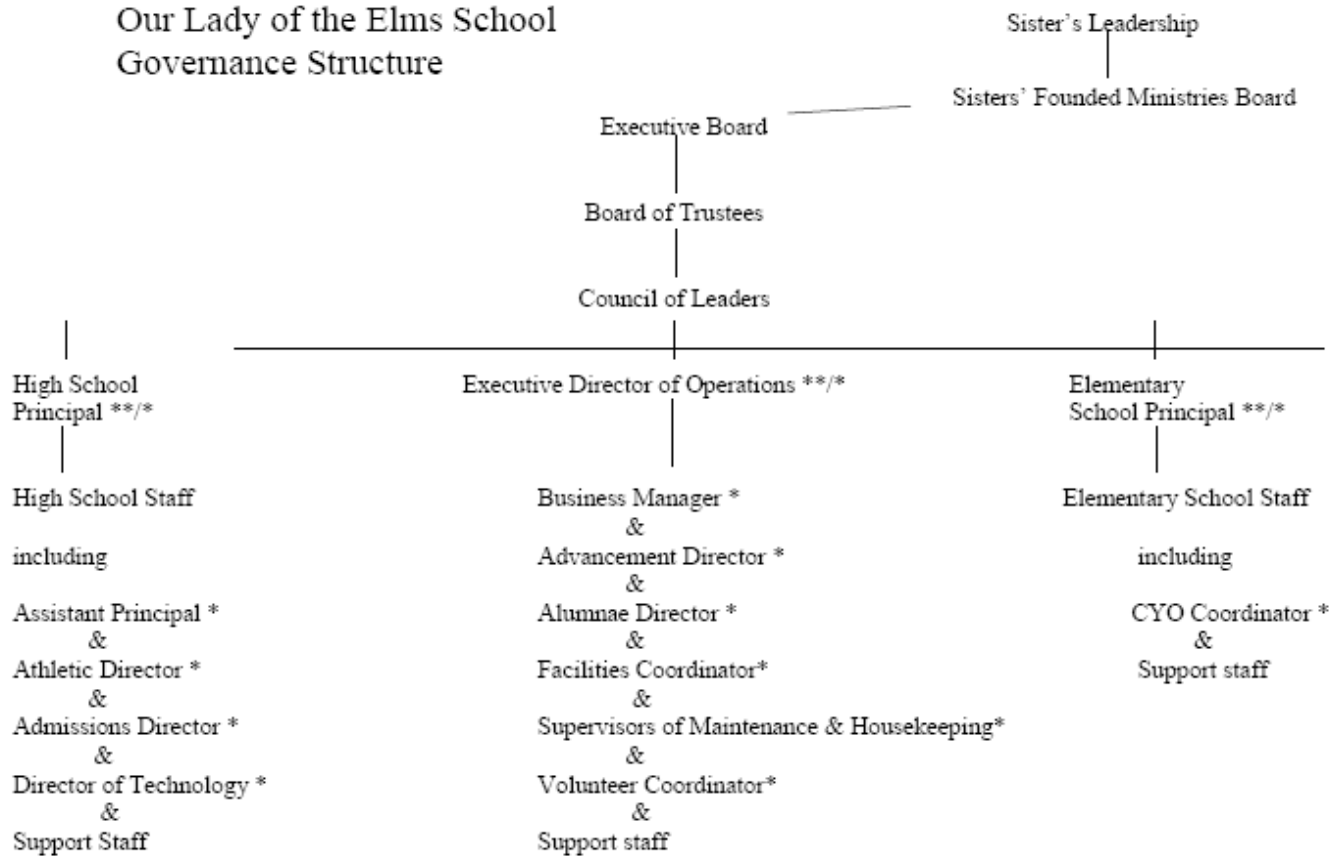 Our Lady of the Elms School
Governance Structure
Sister's Leadership
Sisters' Founded Ministries Board
Executive Board
Board of Trustees
Council of Leaders
High School
Principal **/*
Executive Director of Operations **/*
Elementary
School Principal **/*
High School Staff
including
Assistant Principal *
&
Athletic Director *
&
Admissions Director *
&
Director of Technology *
&
Support Staff
Business Manager *
&
Advancement Director *
&
Alumnae Director *
&
Facilities Coordinator*
&
Supervisors of Maintenance & Housekeeping*
&
Volunteer Coordinator*
&
Support staff
Elementary School Staff
including
CYO Coordinator *
&
Support staff